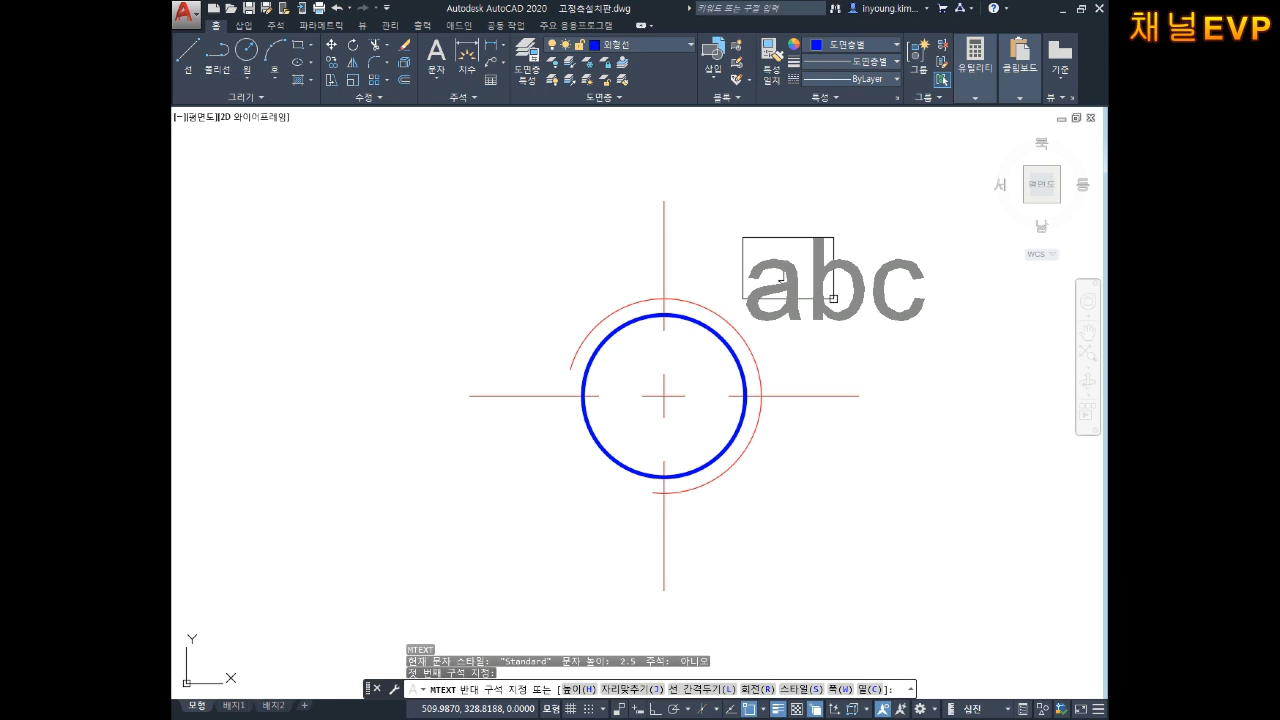 채널EVP
Autodesk AutoCAD 2020 고정측설치판.dwg
키워드 또는 구절 입력
inyoung.kim...
홈 삽입 주석 파라메트릭 뷰 관리 출력 애드인 공동 작업 주요 응용프로그램
선 폴리선 원 호
문자 치수
도면층 특성
외형선
삽입
특성 일치
도면층별
도면층별
ByLayer
그룹 유틸리티 클립보드 기준
그리기 수정 주석 도면층 블록 특성 그룹 뷰
[−][평면도][2D 와이어프레임]
북
서 평면도 동
남
WCS
abc
Y
X
MTEXT
현재 문자 스타일: "Standard" 문자 높이: 2.5 주석: 아니오
첫 번째 구석 지정:
MTEXT 반대 구석 지정 또는 [높이(H) 자리맞추기(J) 선 간격두기(L) 회전(R) 스타일(S) 폭(W) 열(C)]:
모형 배치1 배치2 +
509.9870, 328.8188, 0.0000 모형
십진